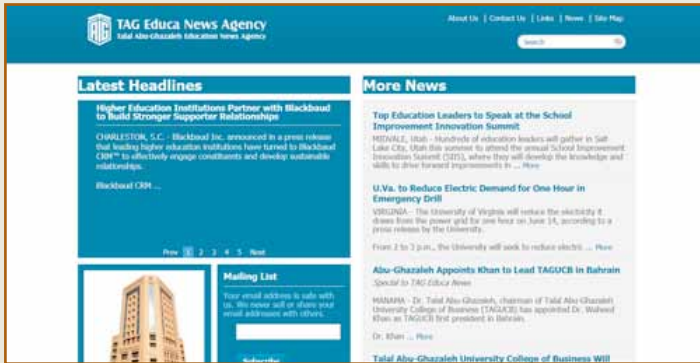 TAG Educa News Agency
Talal Abu-Ghazaleh Education News Agency
About Us | Contact Us | Links | News | Site Map
Search
Latest Headlines
Higher Education Institutions Partner with Blackbaud
to Build Stronger Supporter Relationships
CHARLESTON, S.C. - Blackbaud Inc. announced in a press release
that leading higher education institutions have turned to Blackbaud
CRM™ to effectively engage constituents and develop sustainable
relationships.
Blackbaud CRM ...
Prev 1 2 3 4 5 Next
Mailing List
Your email address is safe with
us. We never sell or share your
email addresses with others.
Subscribe
More News
Top Education Leaders to Speak at the School
Improvement Innovation Summit
MIDVALE, Utah - Hundreds of education leaders will gather in Salt
Lake City, Utah this summer to attend the annual School Improvement
Innovation Summit (SIIS), where they will develop the knowledge and
skills to drive forward improvements in ... More
U.Va. to Reduce Electric Demand for One Hour in
Emergency Drill
VIRGINIA - The University of Virginia will reduce the electricity it
draws from the power grid for one hour on June 14, according to a
press release by the University.
From 2 to 3 p.m., the University will seek to reduce electric ... More
Abu-Ghazaleh Appoints Khan to Lead TAGUCB in Bahrain
Special to TAG Educa News
MANAMA - Dr. Talal Abu-Ghazaleh, chairman of Talal Abu-Ghazaleh
University College of Business (TAGUCB) has appointed Dr. Waheed
Khan as TAGUCB first president in Bahrain.
Dr. Khan ... More
Talal Abu-Ghazaleh University College of Business Will